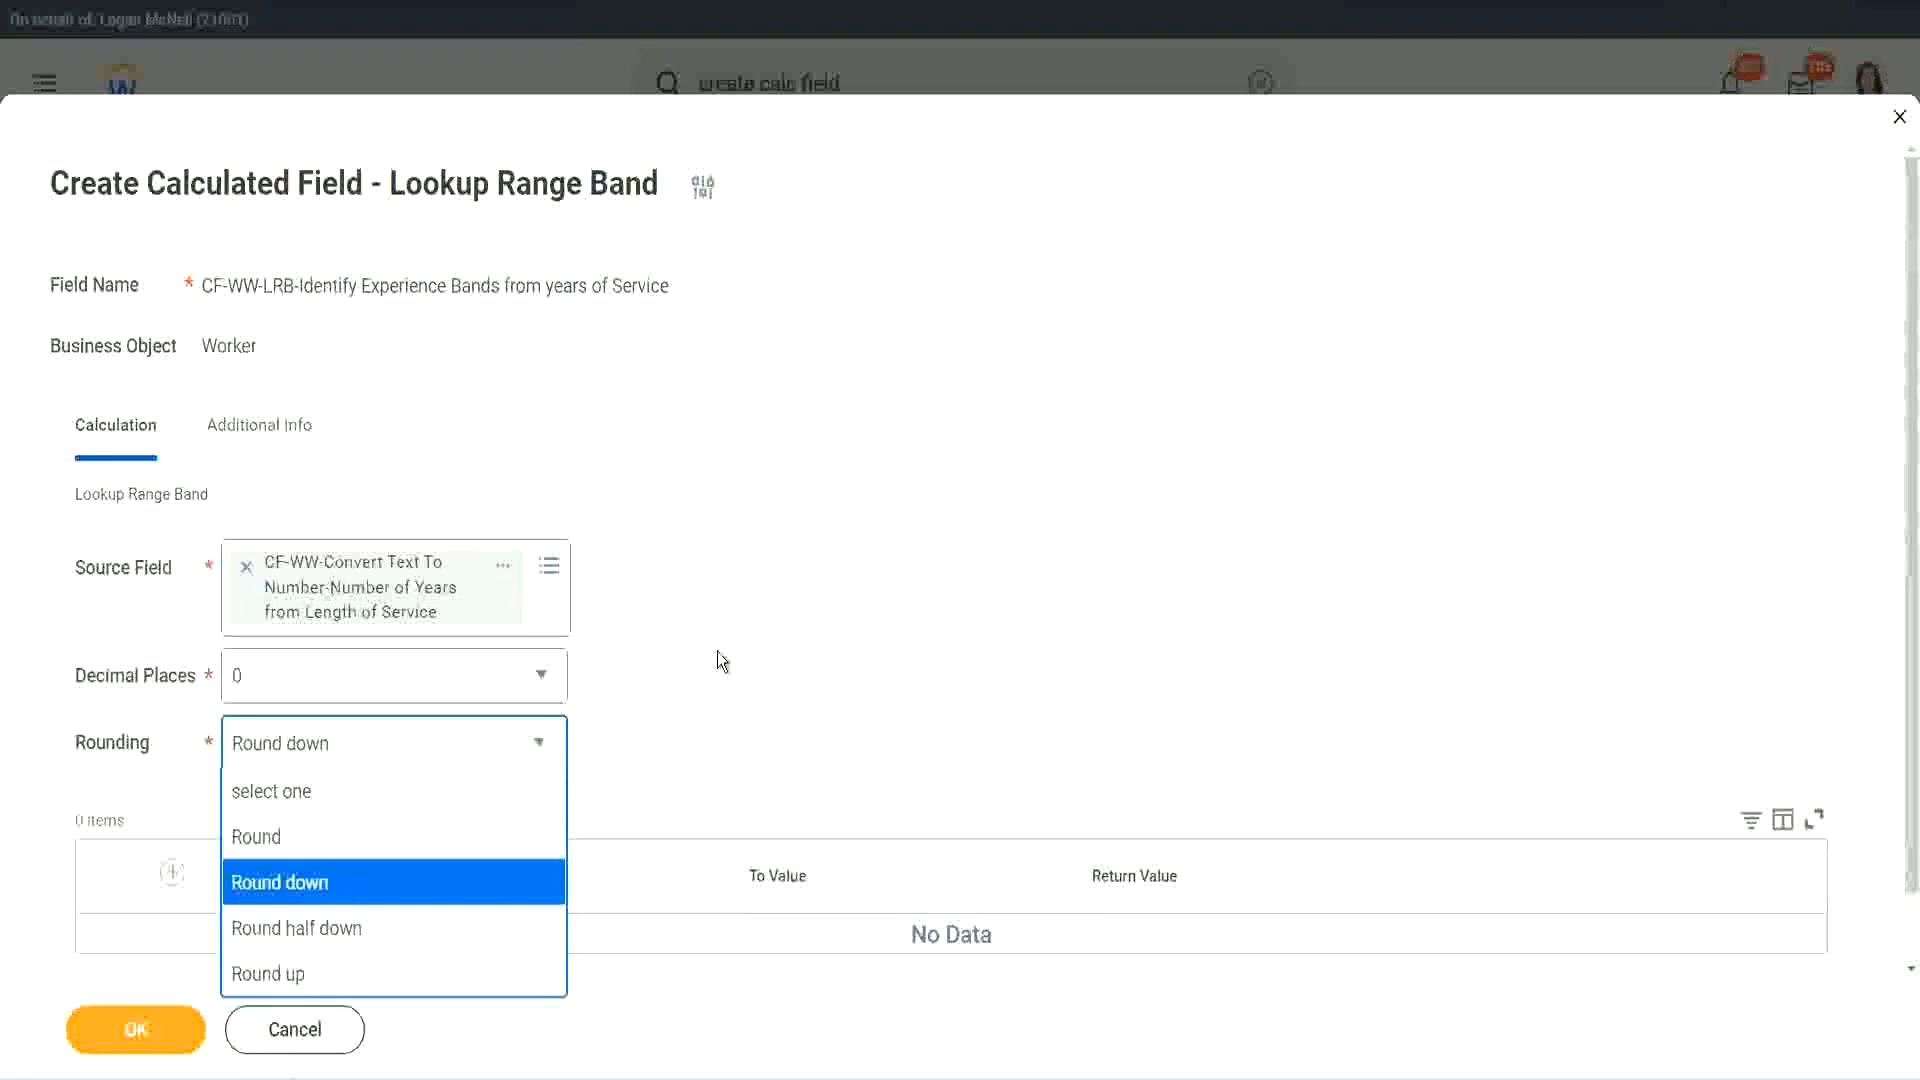 On behalf of: Logan McNeil (21001)
create calc field
Create Calculated Field - Lookup Range Band
Field Name * CF-WW-LRB-Identify Experience Bands from years of Service
Business Object Worker
Calculation Additional Info
Lookup Range Band
Source Field * CF-WW-Convert Text To
Number-Number of Years
from Length of Service
Decimal Places * 0
Rounding * Round down
select one
Round
Round down
Round half down
Round up
0 items
To Value Return Value
No Data
OK Cancel